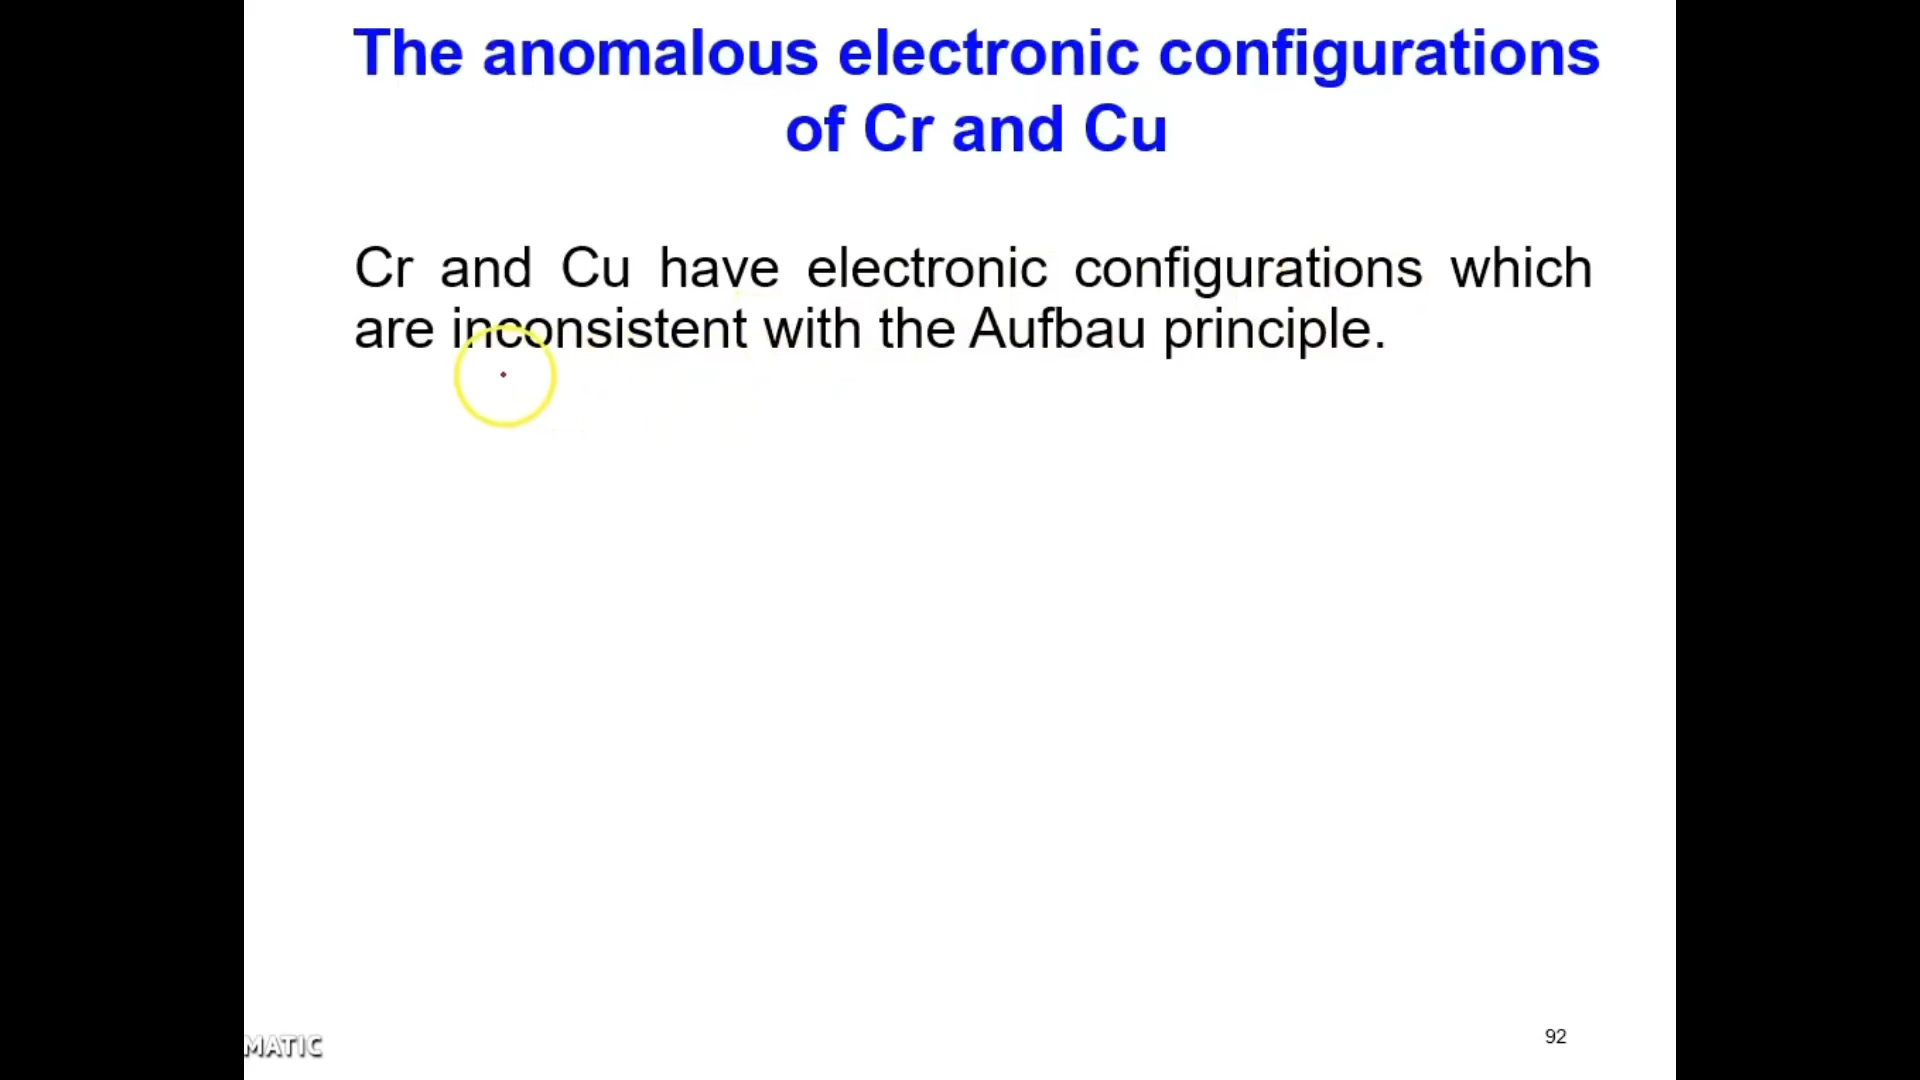 The anomalous electronic configurations
of Cr and Cu
Cr and Cu have electronic configurations which
are inconsistent with the Aufbau principle.
92
MATIC